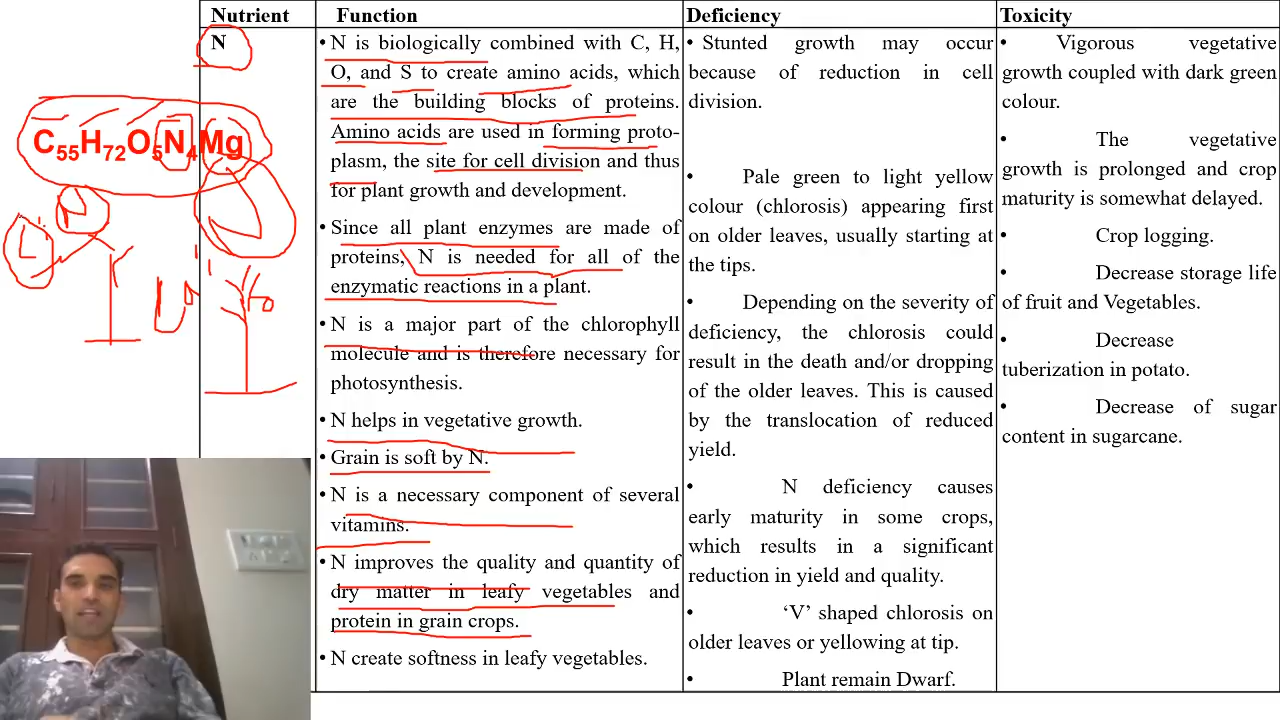 Nutrient Function Deficiency Toxicity
N
C55H72O5N4Mg
• N is biologically combined with C, H,
O, and S to create amino acids, which
are the building blocks of proteins.
Amino acids are used in forming proto-
plasm, the site for cell division and thus
for plant growth and development.
• Since all plant enzymes are made of
proteins, N is needed for all of the
enzymatic reactions in a plant.
• N is a major part of the chlorophyll
molecule and is therefore necessary for
photosynthesis.
• N helps in vegetative growth.
• Grain is soft by N.
• N is a necessary component of several
vitamins.
• N improves the quality and quantity of
dry matter in leafy vegetables and
protein in grain crops.
• N create softness in leafy vegetables.
• Stunted growth may occur
because of reduction in cell
division.
• Pale green to light yellow
colour (chlorosis) appearing first
on older leaves, usually starting at
the tips.
• Depending on the severity of
deficiency, the chlorosis could
result in the death and/or dropping
of the older leaves. This is caused
by the translocation of reduced
yield.
• N deficiency causes
early maturity in some crops,
which results in a significant
reduction in yield and quality.
• ‘V’ shaped chlorosis on
older leaves or yellowing at tip.
• Plant remain Dwarf.
• Vigorous vegetative
growth coupled with dark green
colour.
• The vegetative
growth is prolonged and crop
maturity is somewhat delayed.
• Crop logging.
• Decrease storage life
of fruit and Vegetables.
• Decrease
tuberization in potato.
• Decrease of sugar
content in sugarcane.